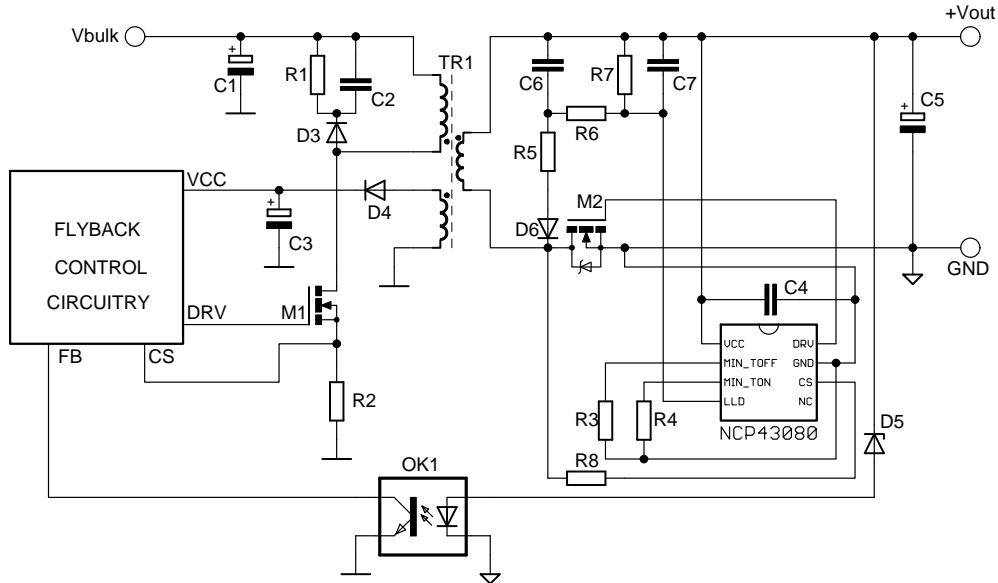 +Vout
Vbulk
+
C1
R1
C2
TR1
C6
R7
C7
+
C5
D3
R6
R5
VCC
D4
M2
D6
FLYBACK
CONTROL
CIRCUITRY
+
C3
GND
DRV
M1
C4
FB
CS
VCC
DRV
MIN_TOFF
GND
MIN_TON
CS
LLD
NC
R2
R3
R4
NCP43080
D5
R8
OK1